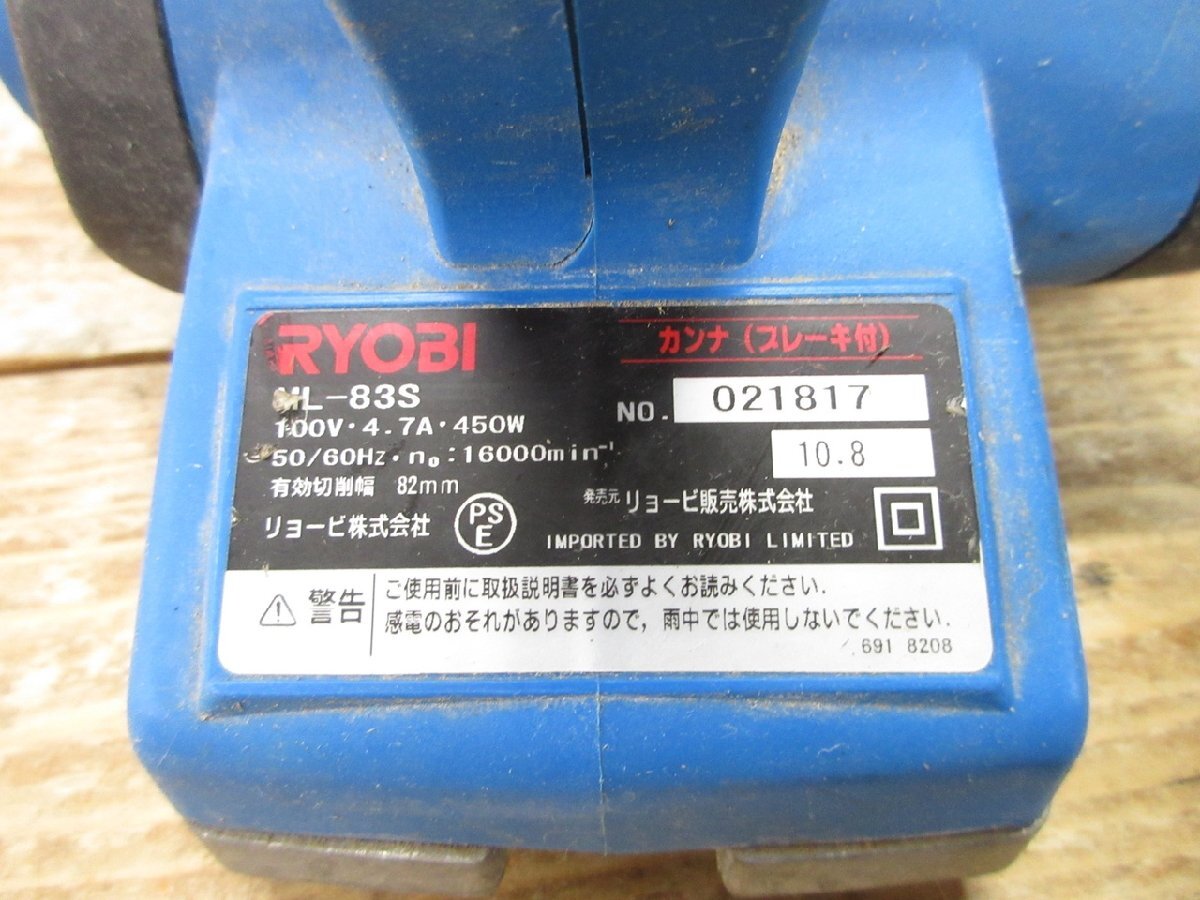 RYOBI
カンナ（ブレーキ付）
ML-83S
NO. 021817
100V・4.7A・450W
10.8
50/60Hz・n₀:16000min⁻¹
有効切削幅 82mm
発売元 リョービ販売株式会社
リョービ株式会社
PS
E
IMPORTED BY RYOBI LIMITED
警告
ご使用前に取扱説明書を必ずよくお読みください.
感電のおそれがありますので，雨中では使用しないでください.
691 8208